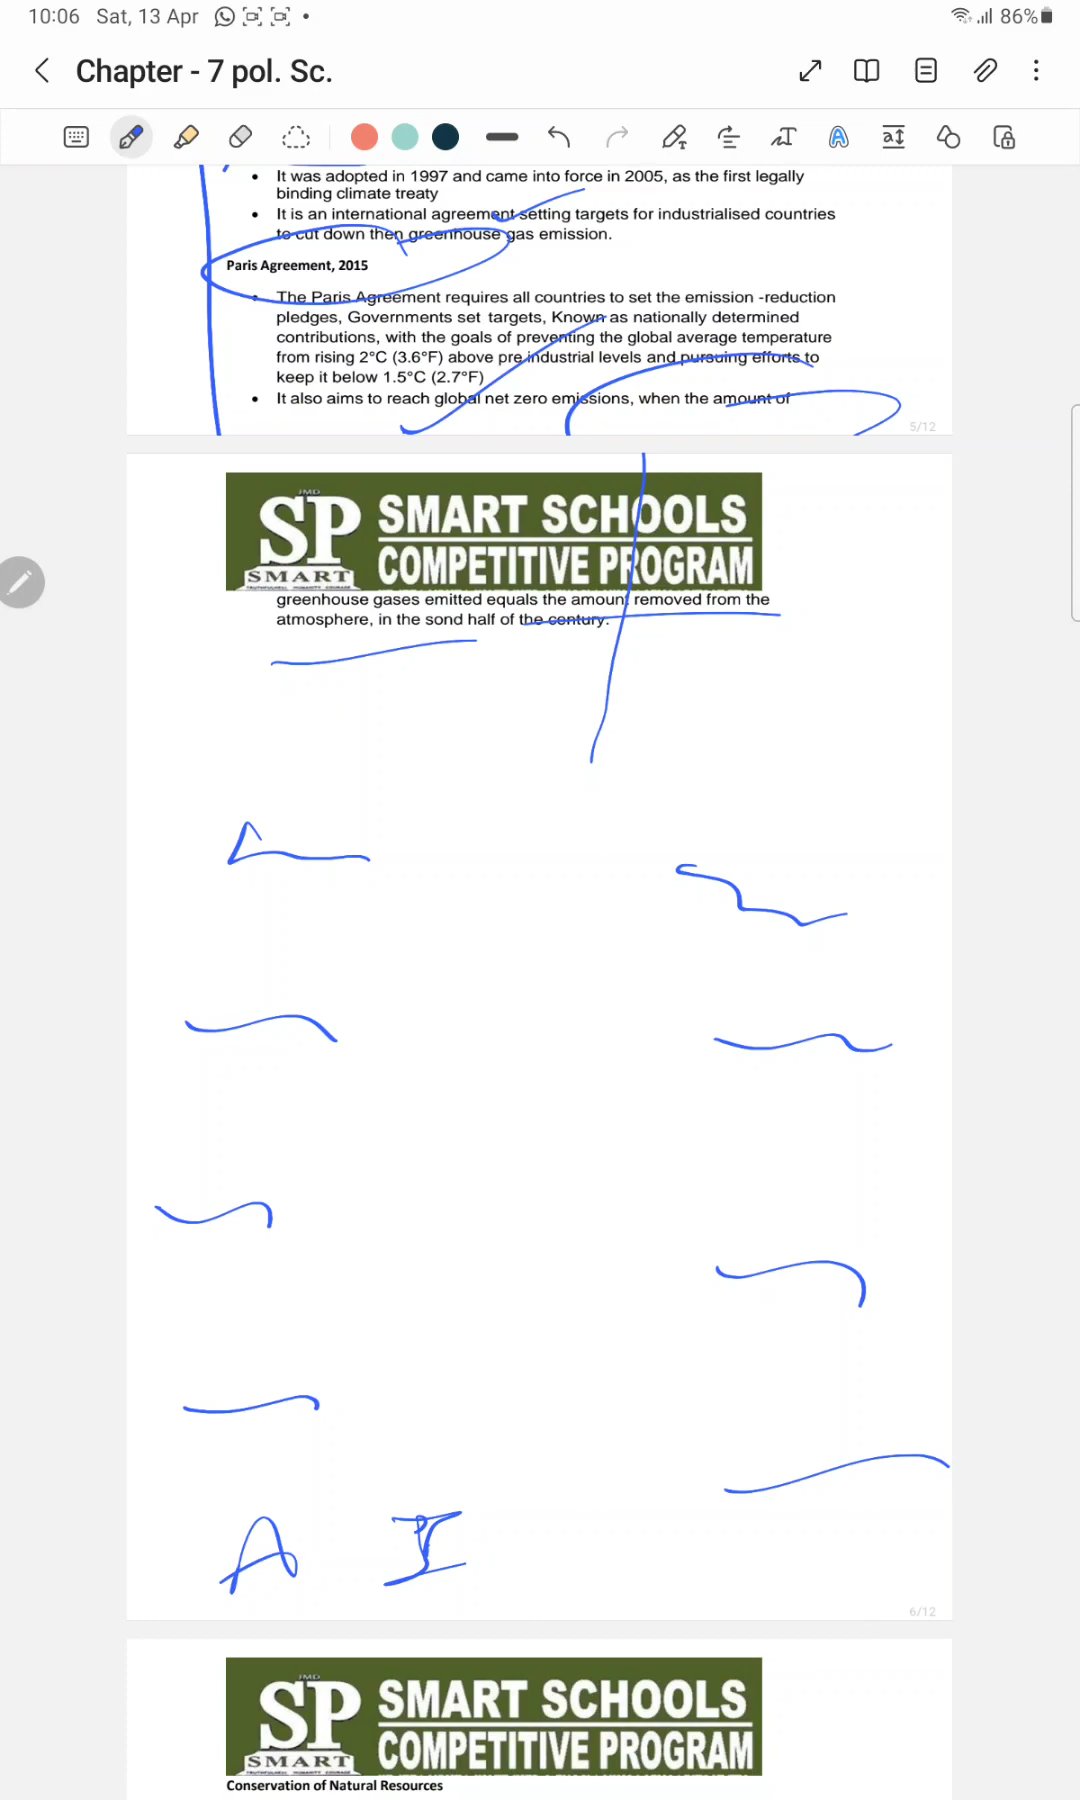 10:06 Sat, 13 Apr 86%
Chapter - 7 pol. Sc.
• It was adopted in 1997 and came into force in 2005, as the first legally
binding climate treaty
• It is an international agreement setting targets for industrialised countries
to cut down then greenhouse gas emission.
Paris Agreement, 2015
• The Paris Agreement requires all countries to set the emission -reduction
pledges, Governments set targets, Known as nationally determined
contributions, with the goals of preventing the global average temperature
from rising 2°C (3.6°F) above pre industrial levels and pursuing efforts to
keep it below 1.5°C (2.7°F)
• It also aims to reach global net zero emissions, when the amount of
5/12
JMD
SP SMART SCHOOLS
SMART COMPETITIVE PROGRAM
greenhouse gases emitted equals the amount removed from the
atmosphere, in the sond half of the century.
A I
6/12
JMD
SP SMART SCHOOLS
SMART COMPETITIVE PROGRAM
Conservation of Natural Resources